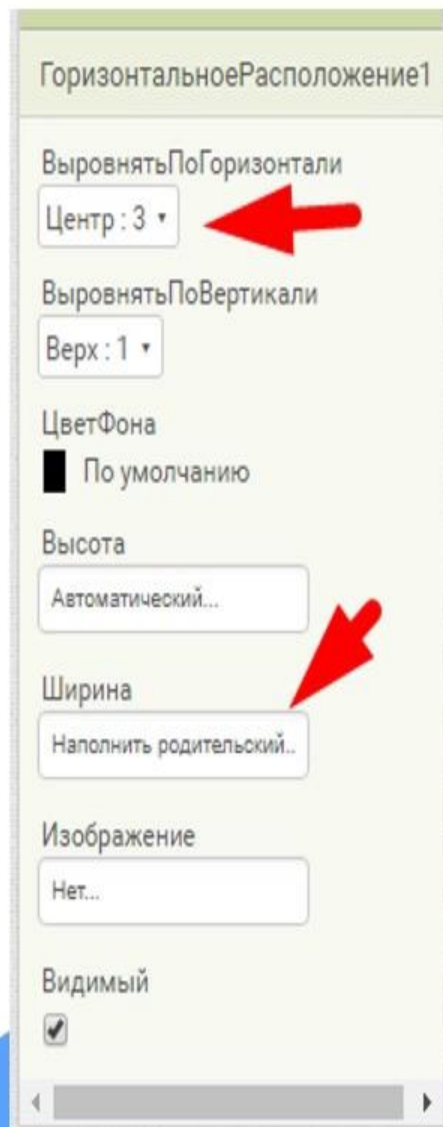 ГоризонтальноеРасположение1
ВыровнятьПоГоризонтали
Центр : 3
ВыровнятьПоВертикали
Верх : 1
ЦветФона
По умолчанию
Высота
Автоматический...
Ширина
Наполнить родительский..
Изображение
Нет...
Видимый